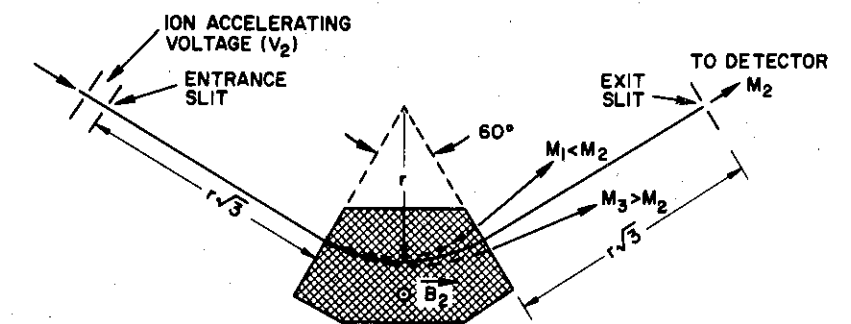 ION ACCELERATING
VOLTAGE (V₂)
ENTRANCE
SLIT
TO DETECTOR
M₂
EXIT
SLIT
60°
r
M₁<M₂
M₃>M₂
r√3
r√3
B₂